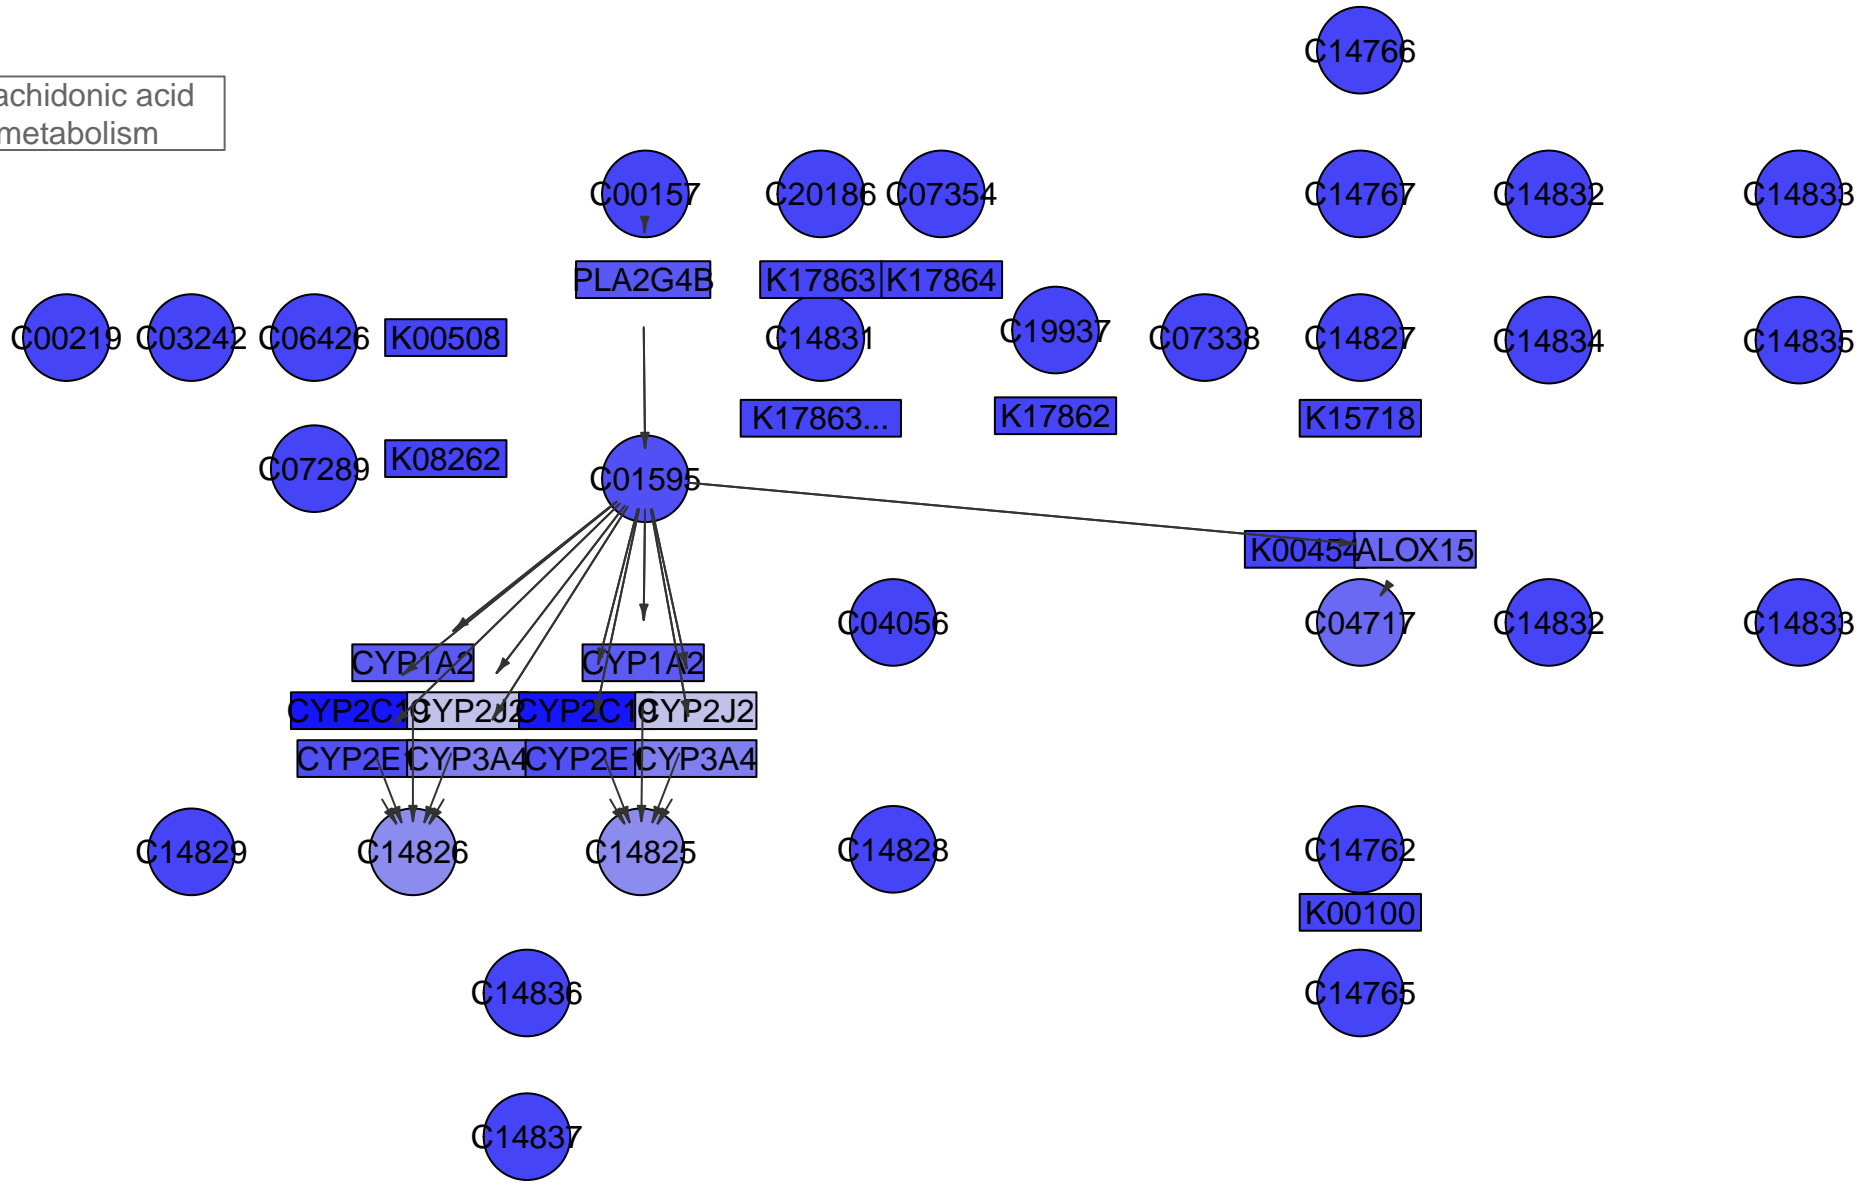 C14766
achidonic acid
metabolism
C00157
C20186
C07354
C14767
C14832
C14833
PLA2G4B
K17863
K17864
C00219
C03242
C06426
K00508
C14831
C19937
C07338
C14827
C14834
C14835
K17863...
K17862
K15718
C07289
K08262
C01595
K00454
ALOX15
C04056
C04717
C14832
C14833
CYP1A2
CYP1A2
CYP2C19
CYP2J2
CYP2C19
CYP2J2
CYP2E1
CYP3A4
CYP2E1
CYP3A4
C14829
C14826
C14825
C14828
C14762
K00100
C14836
C14765
C14837